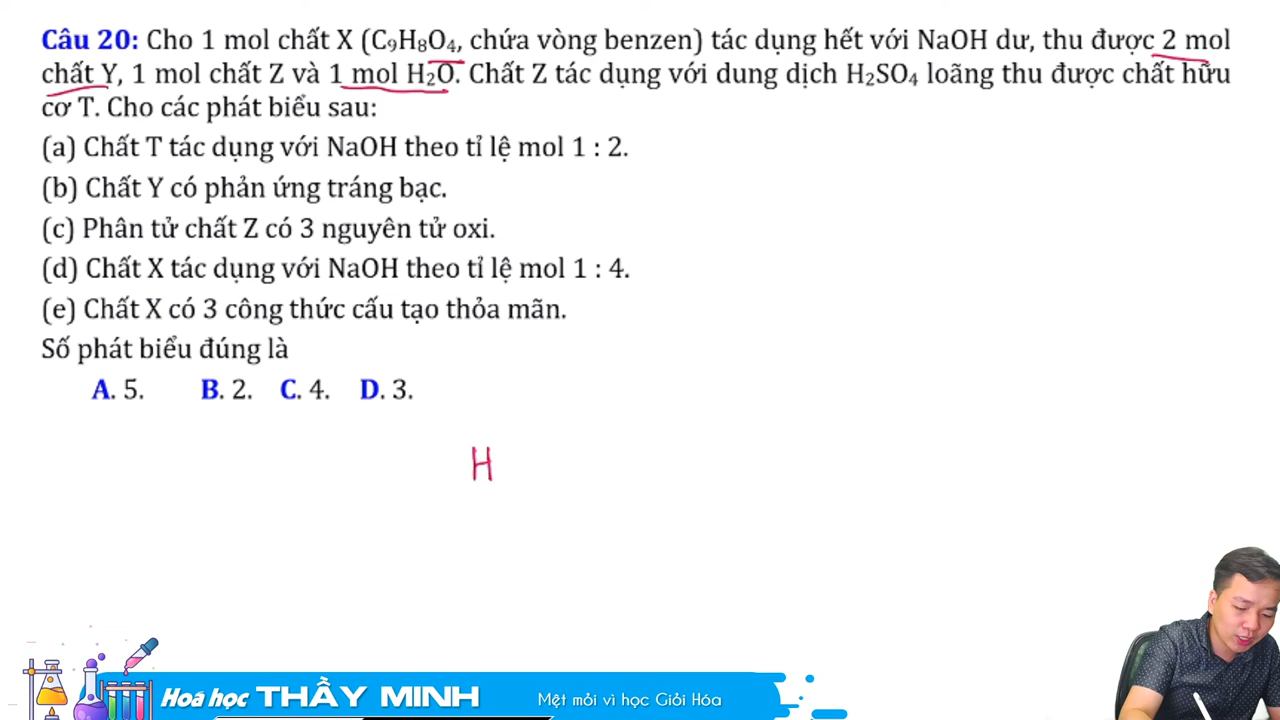 Câu 20: Cho 1 mol chất X (C₉H₈O₄, chứa vòng benzen) tác dụng hết với NaOH dư, thu được 2 mol
chất Y, 1 mol chất Z và 1 mol H₂O. Chất Z tác dụng với dung dịch H₂SO₄ loãng thu được chất hữu
cơ T. Cho các phát biểu sau:
(a) Chất T tác dụng với NaOH theo tỉ lệ mol 1 : 2.
(b) Chất Y có phản ứng tráng bạc.
(c) Phân tử chất Z có 3 nguyên tử oxi.
(d) Chất X tác dụng với NaOH theo tỉ lệ mol 1 : 4.
(e) Chất X có 3 công thức cấu tạo thỏa mãn.
Số phát biểu đúng là
A. 5. B. 2. C. 4. D. 3.
H
Hoá học THẦY MINH Mệt mỏi vì học Giỏi Hóa